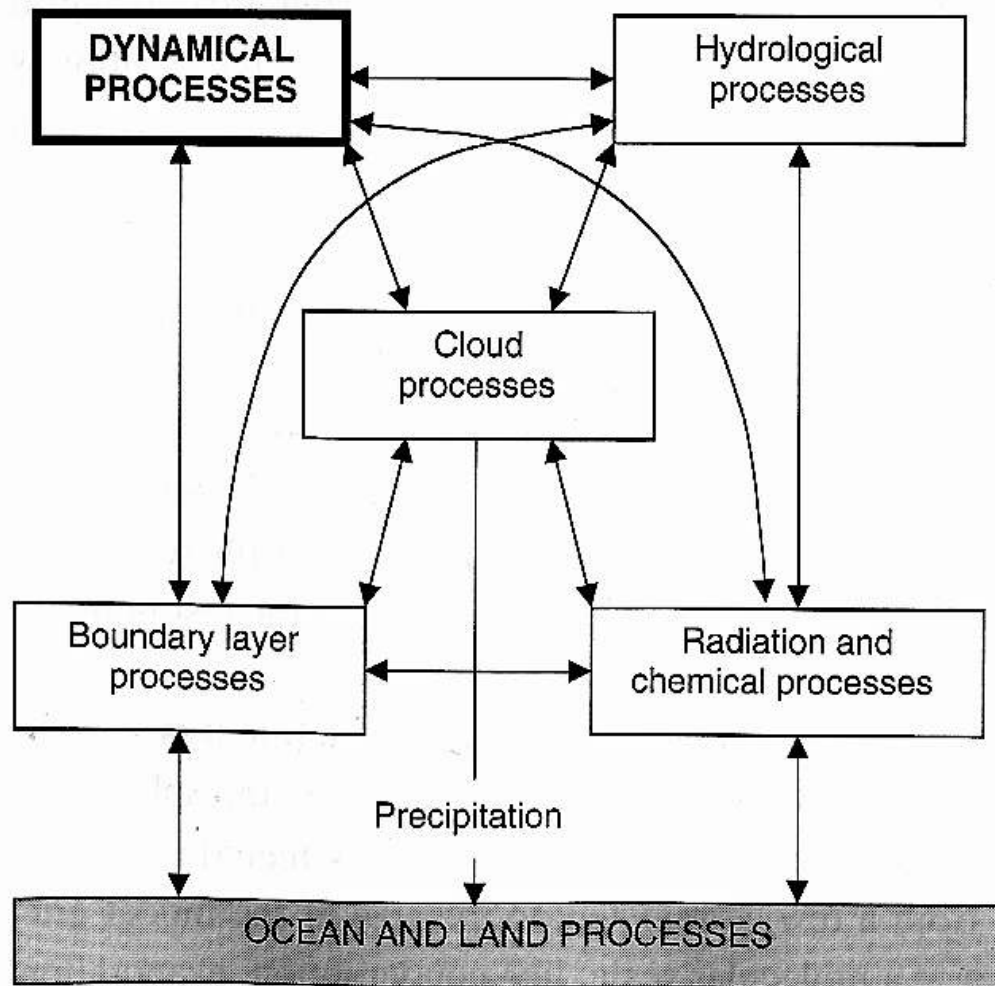 DYNAMICAL
PROCESSES
Hydrological
processes
Cloud
processes
Boundary layer
processes
Radiation and
chemical processes
Precipitation
OCEAN AND LAND PROCESSES